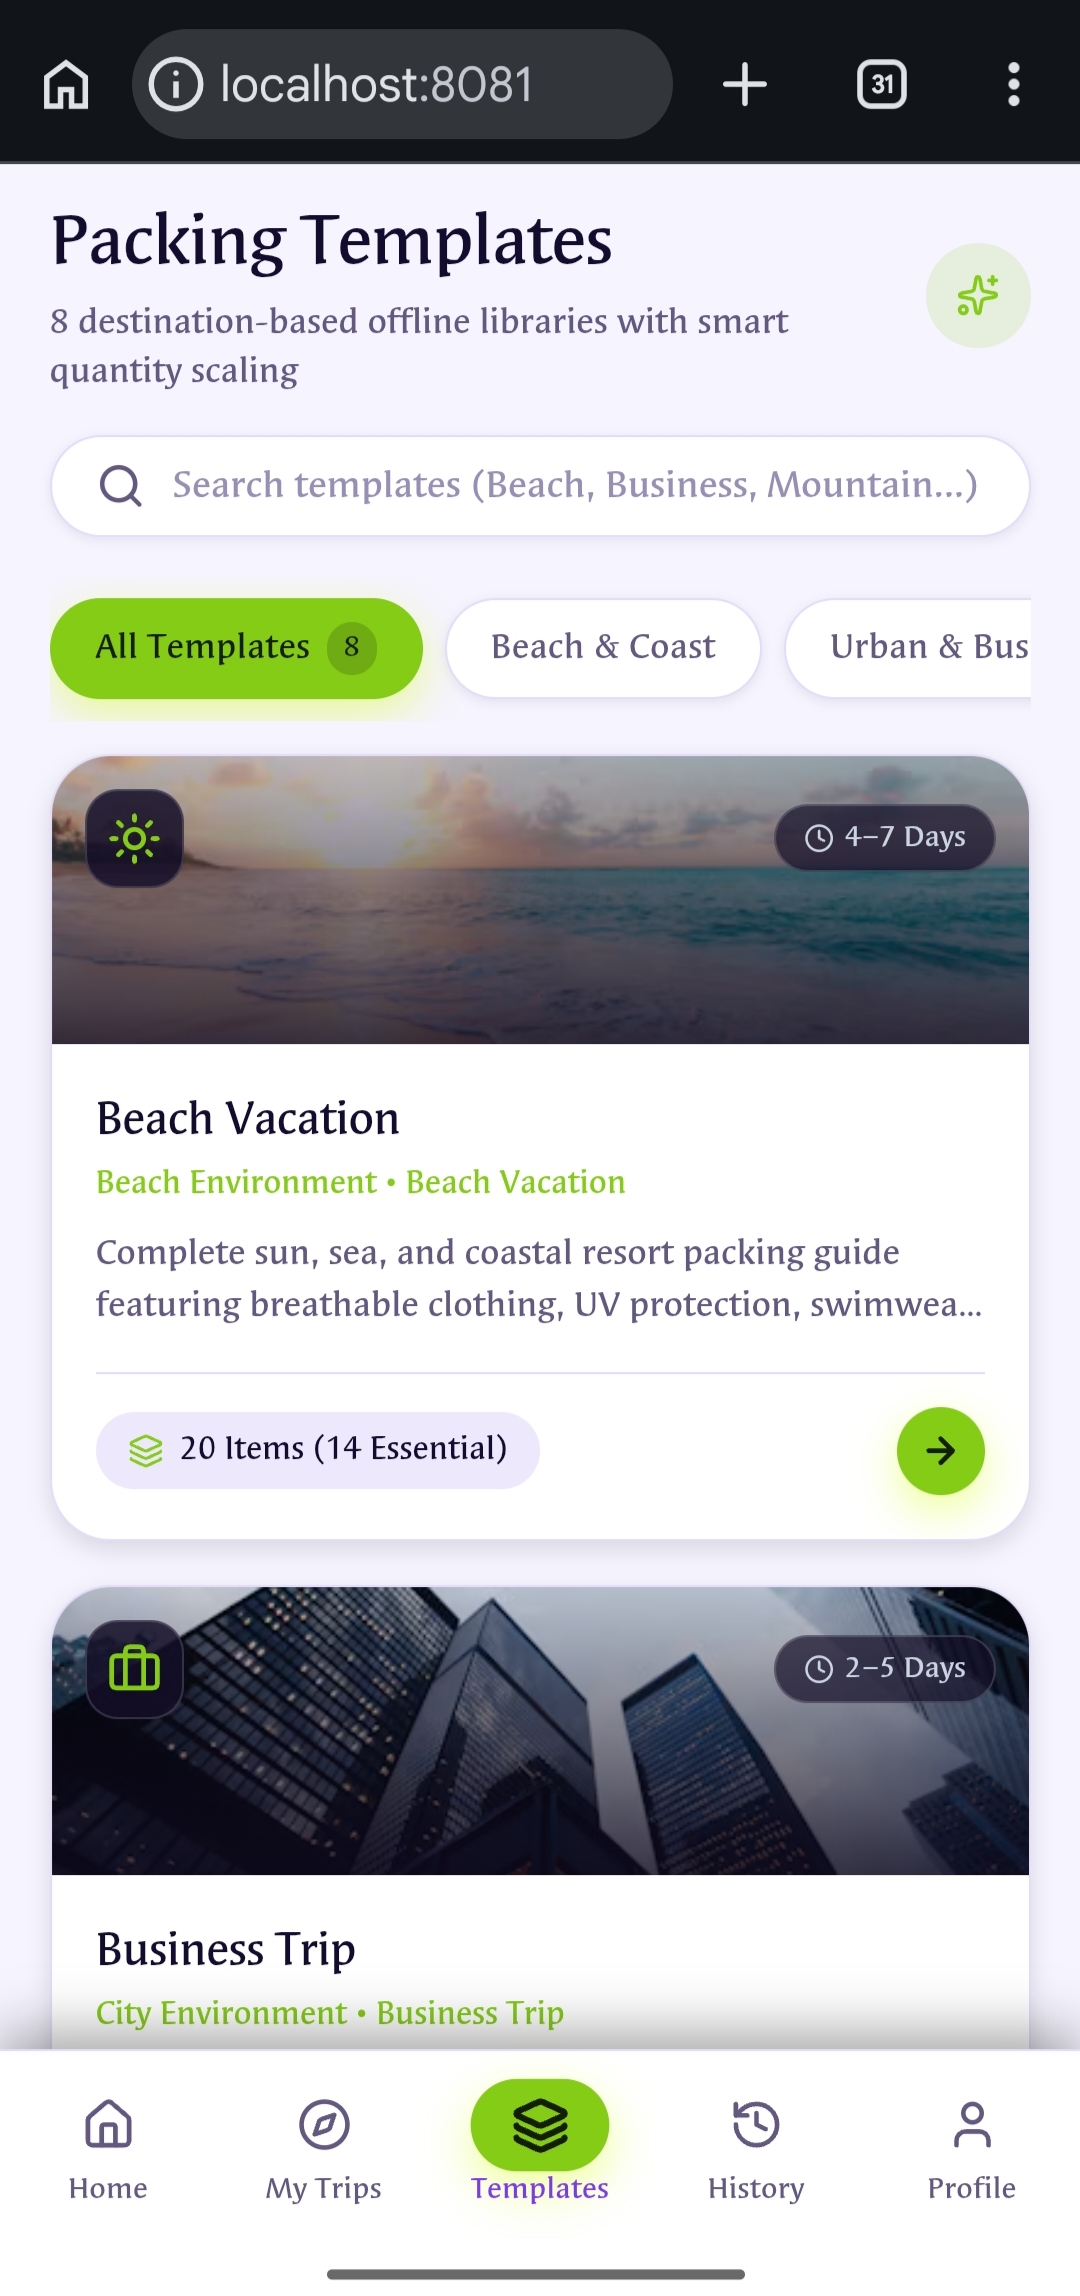 localhost:8081
31
Packing Templates
8 destination-based offline libraries with smart
quantity scaling
Search templates (Beach, Business, Mountain...)
All Templates 8
Beach & Coast
Urban & Bus
4–7 Days
Beach Vacation
Beach Environment • Beach Vacation
Complete sun, sea, and coastal resort packing guide
featuring breathable clothing, UV protection, swimwea...
20 Items (14 Essential)
2–5 Days
Business Trip
City Environment • Business Trip
Home
My Trips
Templates
History
Profile